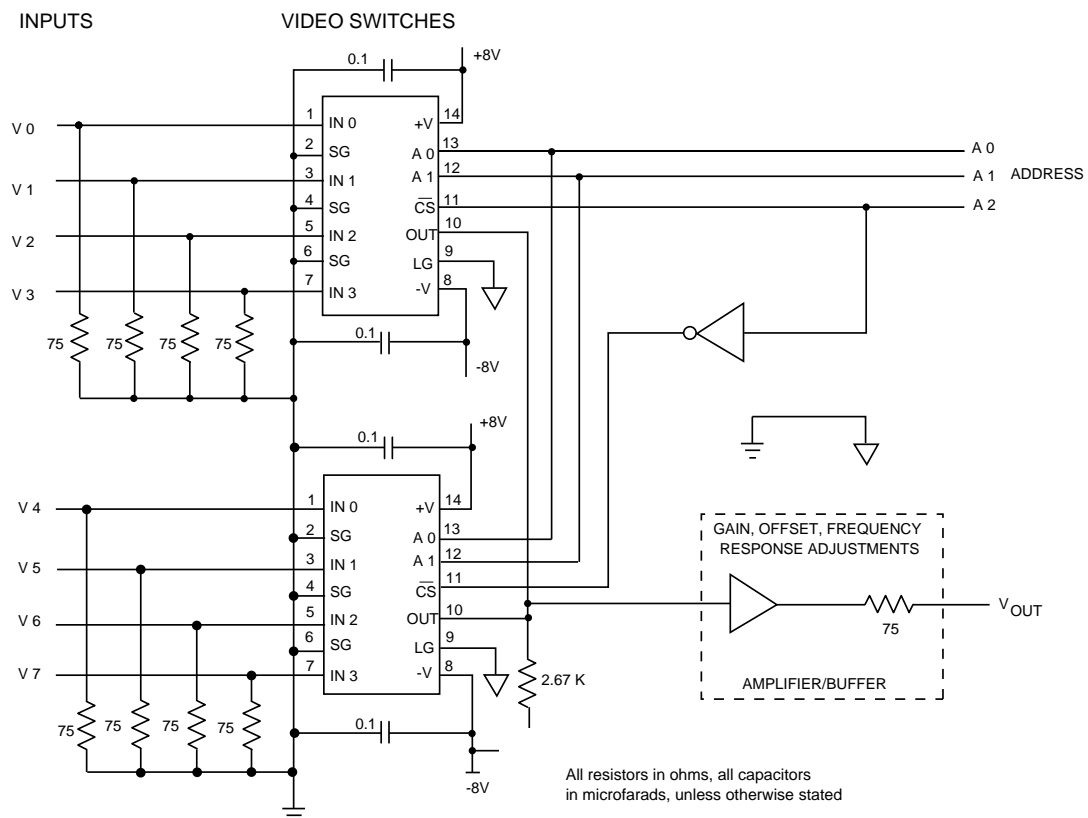 INPUTS
VIDEO SWITCHES
0.1
+8V
V 0
1
IN 0
+V
14
2
SG
A 0
13
A 0
V 1
3
IN 1
A 1
12
A 1 ADDRESS
4
SG
CS
11
A 2
V 2
5
IN 2
OUT
10
6
SG
LG
9
V 3
7
IN 3
-V
8
75
75
75
75
0.1
-8V
+8V
0.1
V 4
1
IN 0
+V
14
2
SG
A 0
13
V 5
3
IN 1
A 1
12
4
SG
CS
11
V 6
5
IN 2
OUT
10
6
SG
LG
9
V 7
7
IN 3
-V
8
GAIN, OFFSET, FREQUENCY
RESPONSE ADJUSTMENTS
75
VOUT
AMPLIFIER/BUFFER
2.67 K
75
75
75
75
0.1
-8V
All resistors in ohms, all capacitors
in microfarads, unless otherwise stated